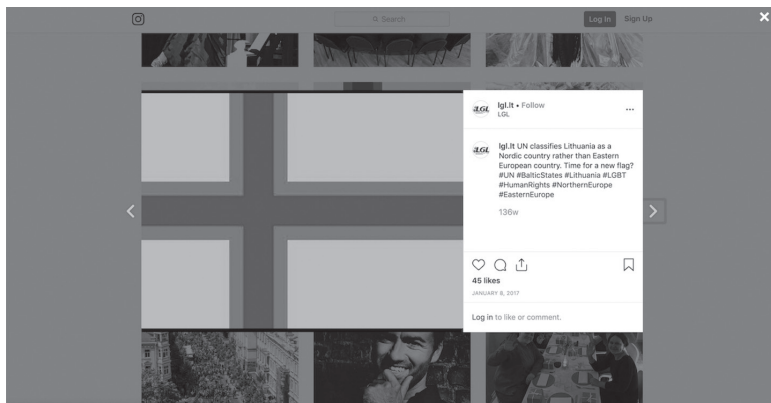 Search
Log In Sign Up
LGL
lgl.lt • Follow
LGL
LGL
lgl.lt UN classifies Lithuania as a
Nordic country rather than Eastern
European country. Time for a new flag?
#UN #BalticStates #Lithuania #LGBT
#HumanRights #NorthernEurope
#EasternEurope
136w
45 likes
JANUARY 8, 2017
Log in to like or comment.